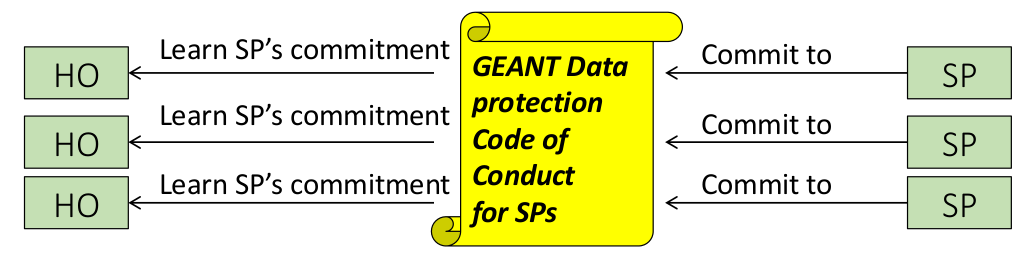 HO
Learn SP's commitment
HO
Learn SP's commitment
HO
Learn SP's commitment
GEANT Data
protection
Code of
Conduct
for SPs
Commit to
SP
Commit to
SP
Commit to
SP